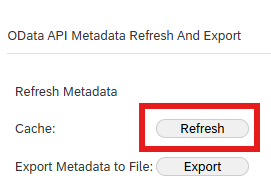 OData API Metadata Refresh And Export
Refresh Metadata
Cache: Refresh
Export Metadata to File: Export